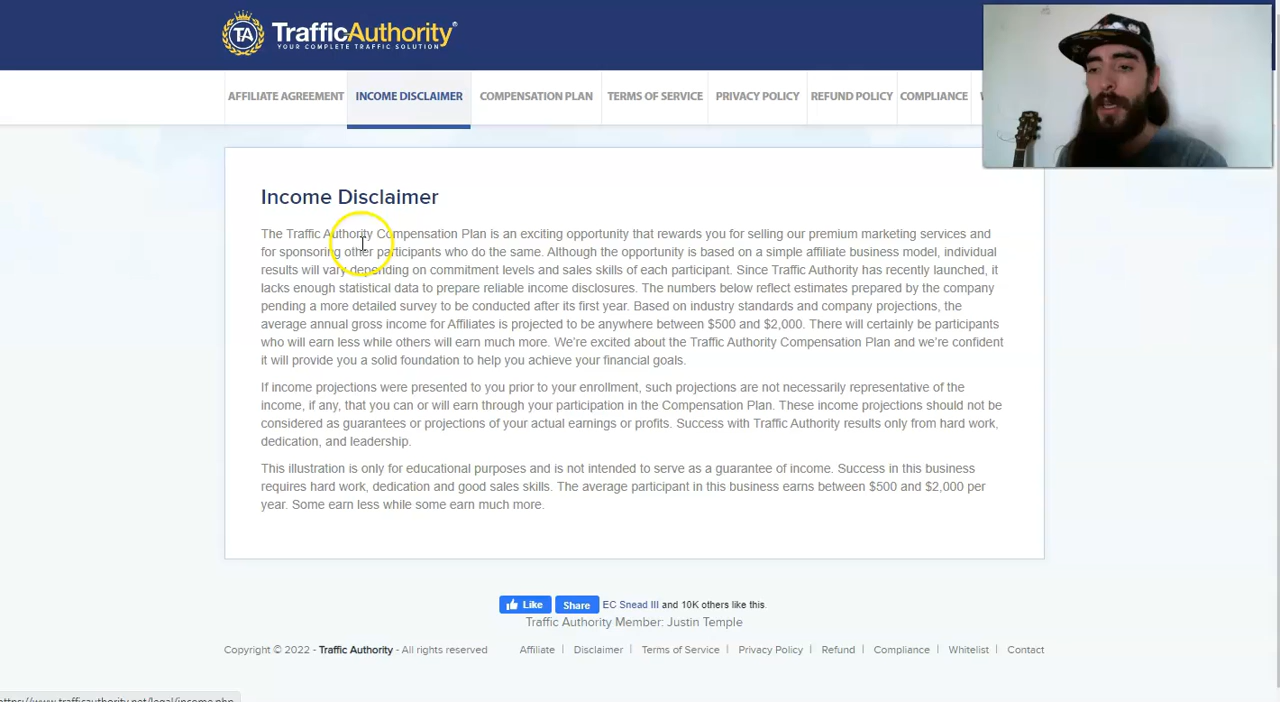 TA
TrafficAuthority
YOUR COMPLETE TRAFFIC SOLUTION
AFFILIATE AGREEMENT
INCOME DISCLAIMER
COMPENSATION PLAN
TERMS OF SERVICE
PRIVACY POLICY
REFUND POLICY
COMPLIANCE
Income Disclaimer
The Traffic Authority Compensation Plan is an exciting opportunity that rewards you for selling our premium marketing services and
for sponsoring other participants who do the same. Although the opportunity is based on a simple affiliate business model, individual
results will vary depending on commitment levels and sales skills of each participant. Since Traffic Authority has recently launched, it
lacks enough statistical data to prepare reliable income disclosures. The numbers below reflect estimates prepared by the company
pending a more detailed survey to be conducted after its first year. Based on industry standards and company projections, the
average annual gross income for Affiliates is projected to be anywhere between $500 and $2,000. There will certainly be participants
who will earn less while others will earn much more. We're excited about the Traffic Authority Compensation Plan and we're confident
it will provide you a solid foundation to help you achieve your financial goals.
If income projections were presented to you prior to your enrollment, such projections are not necessarily representative of the
income, if any, that you can or will earn through your participation in the Compensation Plan. These income projections should not be
considered as guarantees or projections of your actual earnings or profits. Success with Traffic Authority results only from hard work,
dedication, and leadership.
This illustration is only for educational purposes and is not intended to serve as a guarantee of income. Success in this business
requires hard work, dedication and good sales skills. The average participant in this business earns between $500 and $2,000 per
year. Some earn less while some earn much more.
Like Share EC Snead III and 10K others like this.
Traffic Authority Member: Justin Temple
Copyright © 2022 - Traffic Authority - All rights reserved
Affiliate | Disclaimer | Terms of Service | Privacy Policy | Refund | Compliance | Whitelist | Contact